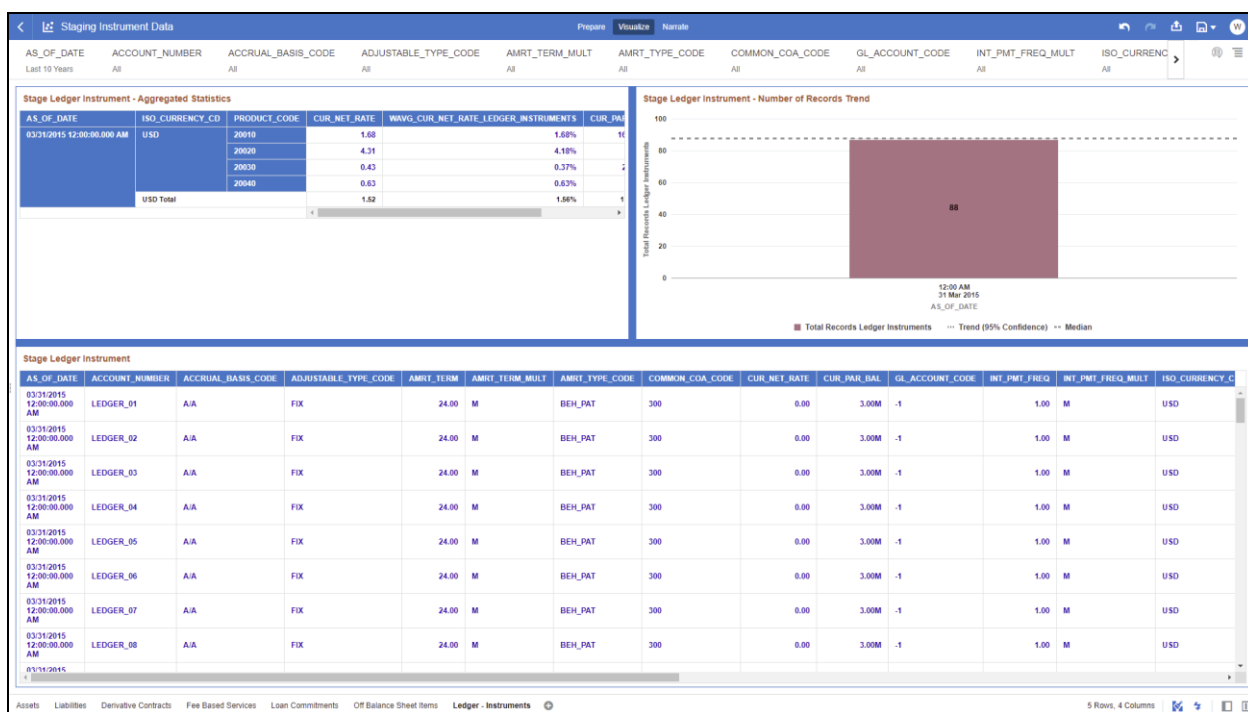 Staging Instrument Data
Prepare Visualize Narrate
W
AS_OF_DATE ACCOUNT_NUMBER ACCRUAL_BASIS_CODE ADJUSTABLE_TYPE_CODE AMRT_TERM_MULT AMRT_TYPE_CODE COMMON_COA_CODE GL_ACCOUNT_CODE INT_PMT_FREQ_MULT ISO_CURRENC
Last 10 Years All All All All All All All All All
Stage Ledger Instrument - Aggregated Statistics
AS_OF_DATE ISO_CURRENCY_CD PRODUCT_CODE CUR_NET_RATE WAVG_CUR_NET_RATE_LEDGER_INSTRUMENTS CUR_PAR
03/31/2015 12:00:00.000 AM USD 20010 1.68 1.68% 16
20020 4.31 4.18%
20030 0.43 0.37% 2
20040 0.63 0.63%
USD Total 1.52 1.56% 1
Stage Ledger Instrument - Number of Records Trend
Total Records Ledger Instruments
100
80
60
40
20
0
88
12:00 AM
31 Mar 2015
AS_OF_DATE
Total Records Ledger Instruments Trend (95% Confidence) Median
Stage Ledger Instrument
AS_OF_DATE ACCOUNT_NUMBER ACCRUAL_BASIS_CODE ADJUSTABLE_TYPE_CODE AMRT_TERM AMRT_TERM_MULT AMRT_TYPE_CODE COMMON_COA_CODE CUR_NET_RATE CUR_PAR_BAL GL_ACCOUNT_CODE INT_PMT_FREQ INT_PMT_FREQ_MULT ISO_CURRENCY_C
03/31/2015
12:00:00.000 LEDGER_01 A/A FIX 24.00 M BEH_PAT 300 0.00 3.00M -1 1.00 M USD
AM
03/31/2015
12:00:00.000 LEDGER_02 A/A FIX 24.00 M BEH_PAT 300 0.00 3.00M -1 1.00 M USD
AM
03/31/2015
12:00:00.000 LEDGER_03 A/A FIX 24.00 M BEH_PAT 300 0.00 3.00M -1 1.00 M USD
AM
03/31/2015
12:00:00.000 LEDGER_04 A/A FIX 24.00 M BEH_PAT 300 0.00 3.00M -1 1.00 M USD
AM
03/31/2015
12:00:00.000 LEDGER_05 A/A FIX 24.00 M BEH_PAT 300 0.00 3.00M -1 1.00 M USD
AM
03/31/2015
12:00:00.000 LEDGER_06 A/A FIX 24.00 M BEH_PAT 300 0.00 3.00M -1 1.00 M USD
AM
03/31/2015
12:00:00.000 LEDGER_07 A/A FIX 24.00 M BEH_PAT 300 0.00 3.00M -1 1.00 M USD
AM
03/31/2015
12:00:00.000 LEDGER_08 A/A FIX 24.00 M BEH_PAT 300 0.00 3.00M -1 1.00 M USD
AM
03/31/2015
Assets Liabilities Derivative Contracts Fee Based Services Loan Commitments Off Balance Sheet Items Ledger - Instruments 5 Rows, 4 Columns